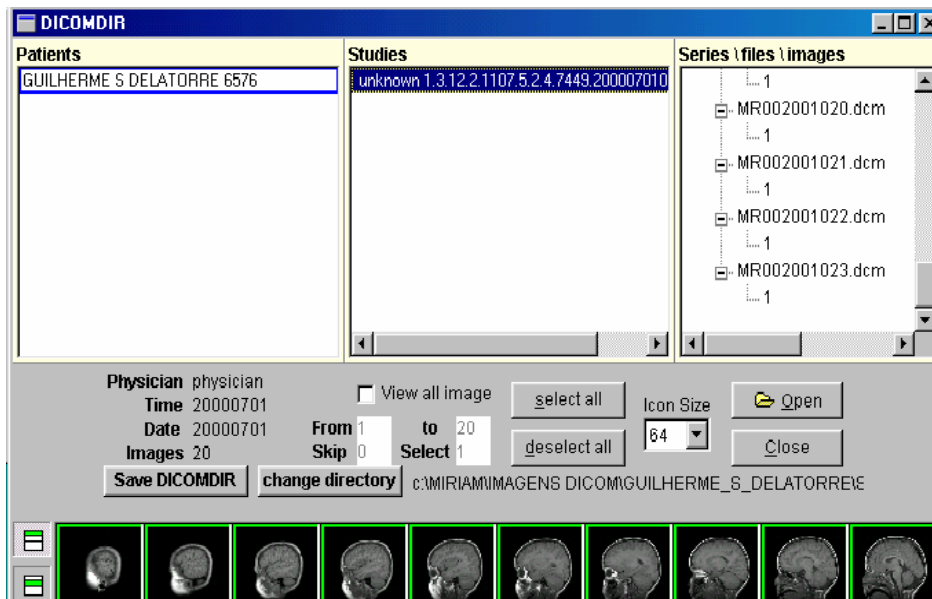 DICOMDIR
Patients
GUILHERME S DELATORRE 6576
Studies
unknown 1.3.12.2.1107.5.2.4.7449.200007010
Series \files \images
1
MR002001020.dcm
1
MR002001021.dcm
1
MR002001022.dcm
1
MR002001023.dcm
1
Physician physician
Time 20000701
Date 20000701
Images 20
View all image
From 1 to 20
Skip 0 Select 1
select all
deselect all
Icon Size
64
Open
Close
Save DICOMDIR
change directory
c:\MIRIAM\IMAGENS DICOM\GUILHERME_S_DELATORRE\S